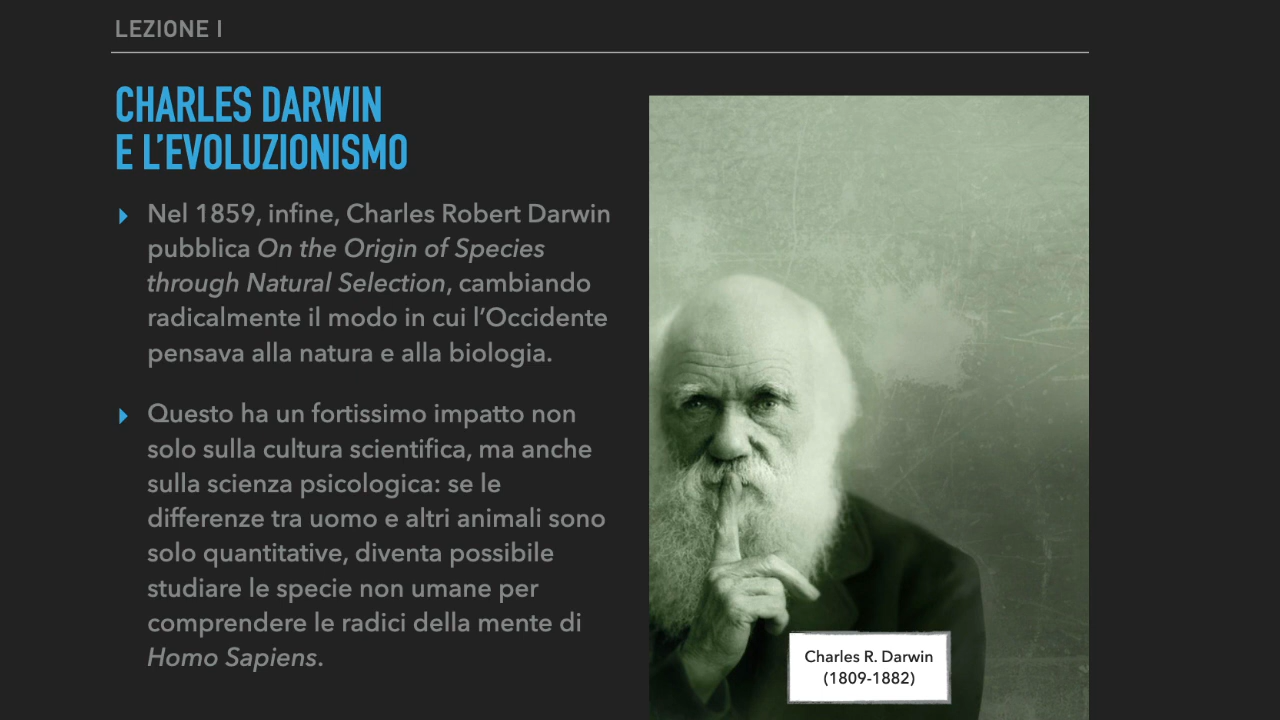 LEZIONE I
CHARLES DARWIN
E L'EVOLUZIONISMO
Nel 1859, infine, Charles Robert Darwin
pubblica On the Origin of Species
through Natural Selection, cambiando
radicalmente il modo in cui l'Occidente
pensava alla natura e alla biologia.
Questo ha un fortissimo impatto non
solo sulla cultura scientifica, ma anche
sulla scienza psicologica: se le
differenze tra uomo e altri animali sono
solo quantitative, diventa possibile
studiare le specie non umane per
comprendere le radici della mente di
Homo Sapiens.
Charles R. Darwin
(1809-1882)